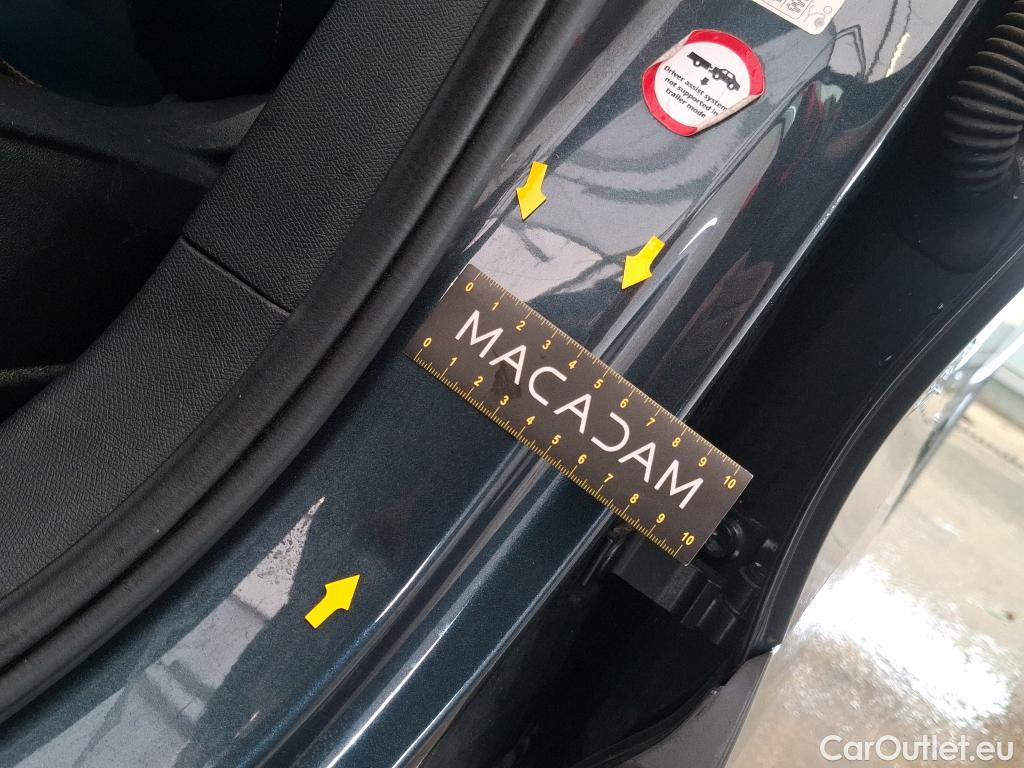 Driver assist system
not supported in
trailer mode
0 1 2 3 4 5 6 7 8 9 10
MACADAM
0 1 2 3 4 5 6 7 8 9 10
CarOutlet.eu